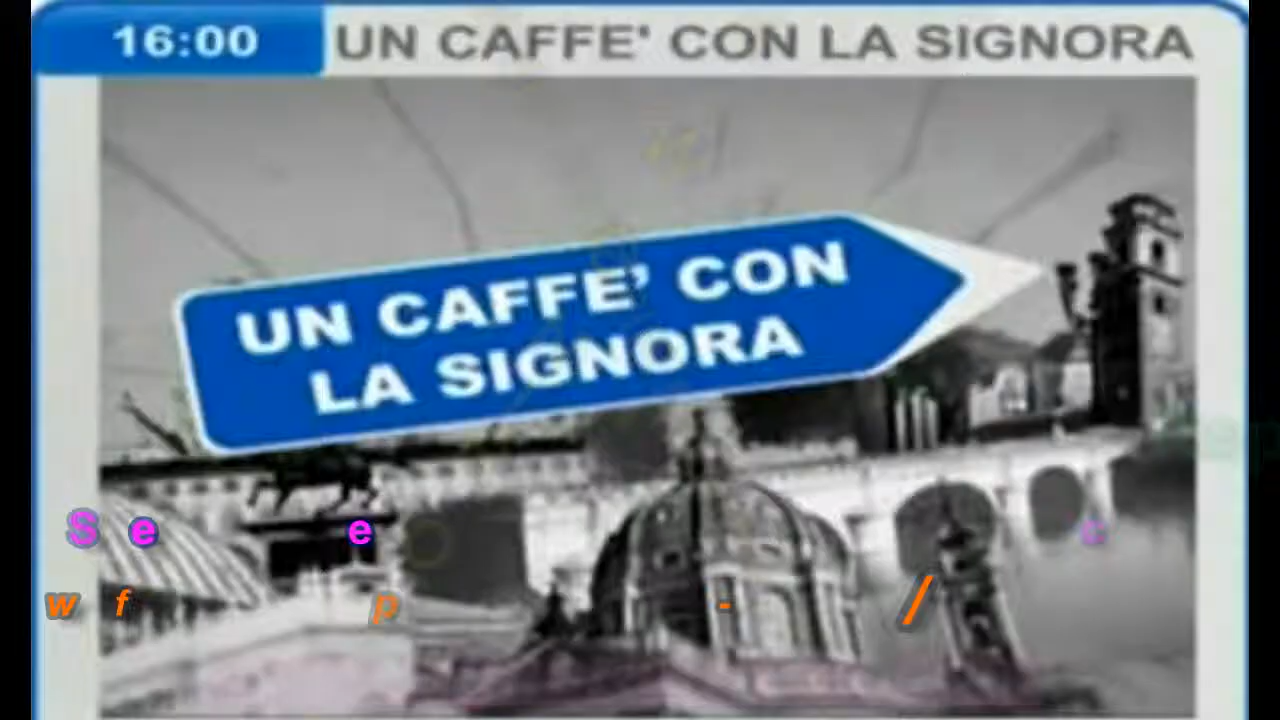 16:00 UN CAFFE' CON LA SIGNORA
UN CAFFE’ CON
LA SIGNORA
S e e c
w f p - /